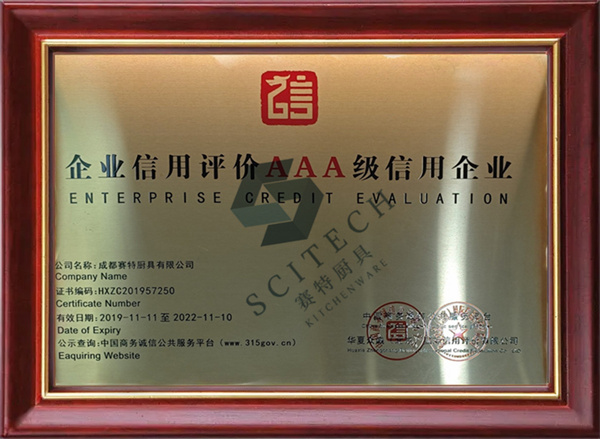 信
企业信用评价AAA级信用企业
ENTERPRISE CREDIT EVALUATION
公司名称:成都赛特厨具有限公司
Company Name
证书编码:HXZC201957250
Certificate Number
有效日期:2019-11-11 至 2022-11-10
Date of Expiry
公示查询:中国商务诚信公共服务平台 (www.315gov.cn)
Eaquiring Website
SCITECH
赛特厨具
KITCHENWARE